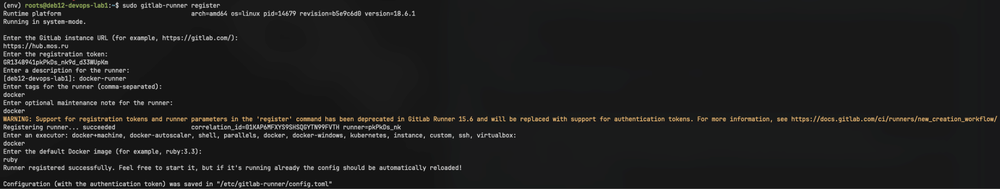 (env) roots@deb12-devops-lab1:~$ sudo gitlab-runner register
Runtime platform                                    arch=amd64 os=linux pid=14679 revision=b5e9c6d0 version=18.6.1
Running in system-mode.
Enter the GitLab instance URL (for example, https://gitlab.com/):
https://hub.mos.ru
Enter the registration token:
GR1348941pkPkDs_nk9d_d33WUpKm
Enter a description for the runner:
[deb12-devops-lab1]: docker-runner
Enter tags for the runner (comma-separated):
docker
Enter optional maintenance note for the runner:
docker
WARNING: Support for registration tokens and runner parameters in the 'register' command has been deprecated in GitLab Runner 15.6 and will be replaced with support for authentication tokens. For more information, see https://docs.gitlab.com/ci/runners/new_creation_workflow/
Registering runner... succeeded                     correlation_id=01KAP6MFXYS9SHSQGYTN99FVTH runner=pkPkDs_nk
Enter an executor: docker+machine, docker-autoscaler, shell, parallels, docker, docker-windows, kubernetes, instance, custom, ssh, virtualbox:
docker
Enter the default Docker image (for example, ruby:3.3):
ruby
Runner registered successfully. Feel free to start it, but if it's running already the config should be automatically reloaded!
Configuration (with the authentication token) was saved in "/etc/gitlab-runner/config.toml"